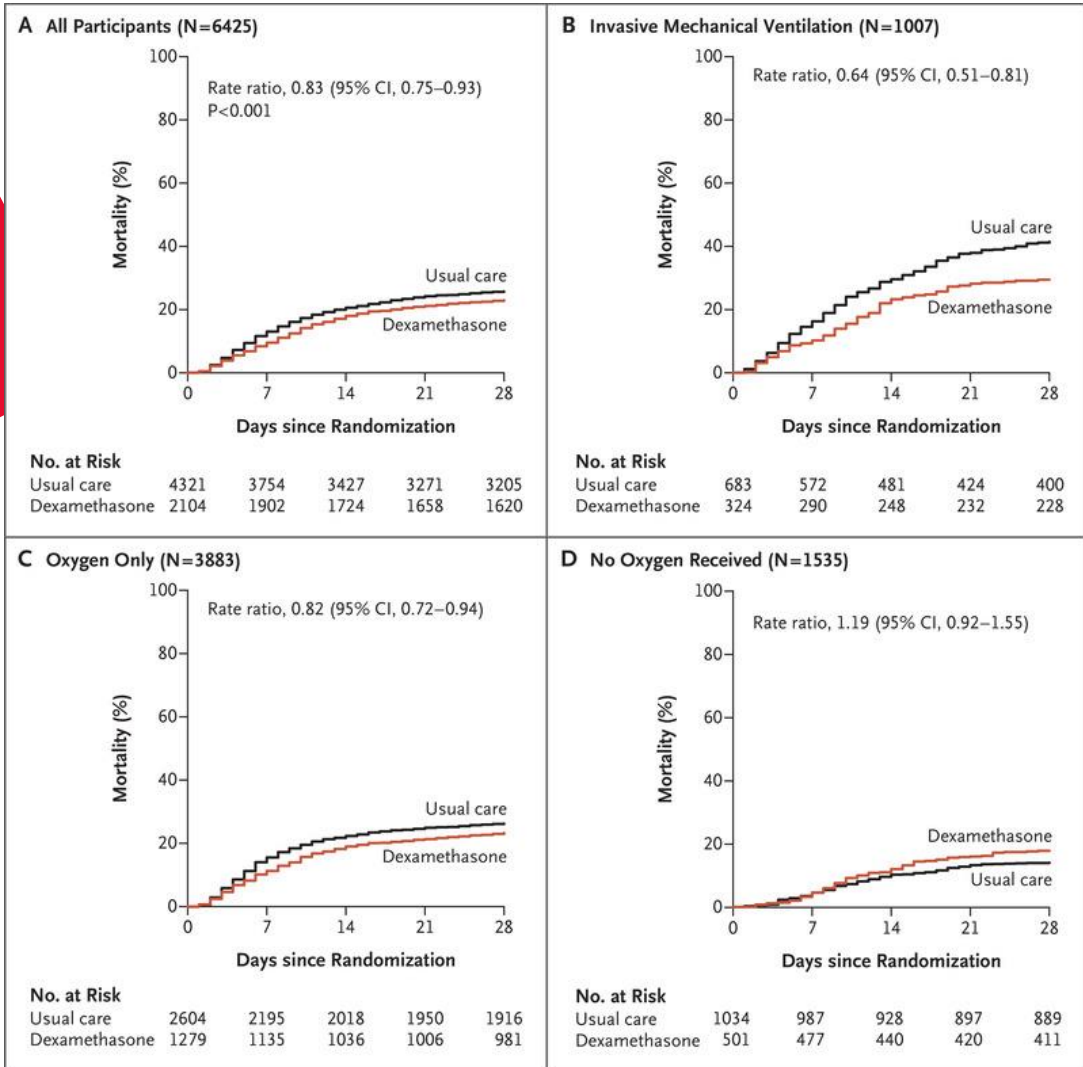 A All Participants (N=6425)
Rate ratio, 0.83 (95% CI, 0.75–0.93)
P<0.001
Mortality (%)
100
80
60
40
20
0
Usual care
Dexamethasone
0 7 14 21 28
Days since Randomization
No. at Risk
Usual care 4321 3754 3427 3271 3205
Dexamethasone 2104 1902 1724 1658 1620
B Invasive Mechanical Ventilation (N=1007)
Rate ratio, 0.64 (95% CI, 0.51–0.81)
Mortality (%)
100
80
60
40
20
0
Usual care
Dexamethasone
0 7 14 21 28
Days since Randomization
No. at Risk
Usual care 683 572 481 424 400
Dexamethasone 324 290 248 232 228
C Oxygen Only (N=3883)
Rate ratio, 0.82 (95% CI, 0.72–0.94)
Mortality (%)
100
80
60
40
20
0
Usual care
Dexamethasone
0 7 14 21 28
Days since Randomization
No. at Risk
Usual care 2604 2195 2018 1950 1916
Dexamethasone 1279 1135 1036 1006 981
D No Oxygen Received (N=1535)
Rate ratio, 1.19 (95% CI, 0.92–1.55)
Mortality (%)
100
80
60
40
20
0
Dexamethasone
Usual care
0 7 14 21 28
Days since Randomization
No. at Risk
Usual care 1034 987 928 897 889
Dexamethasone 501 477 440 420 411